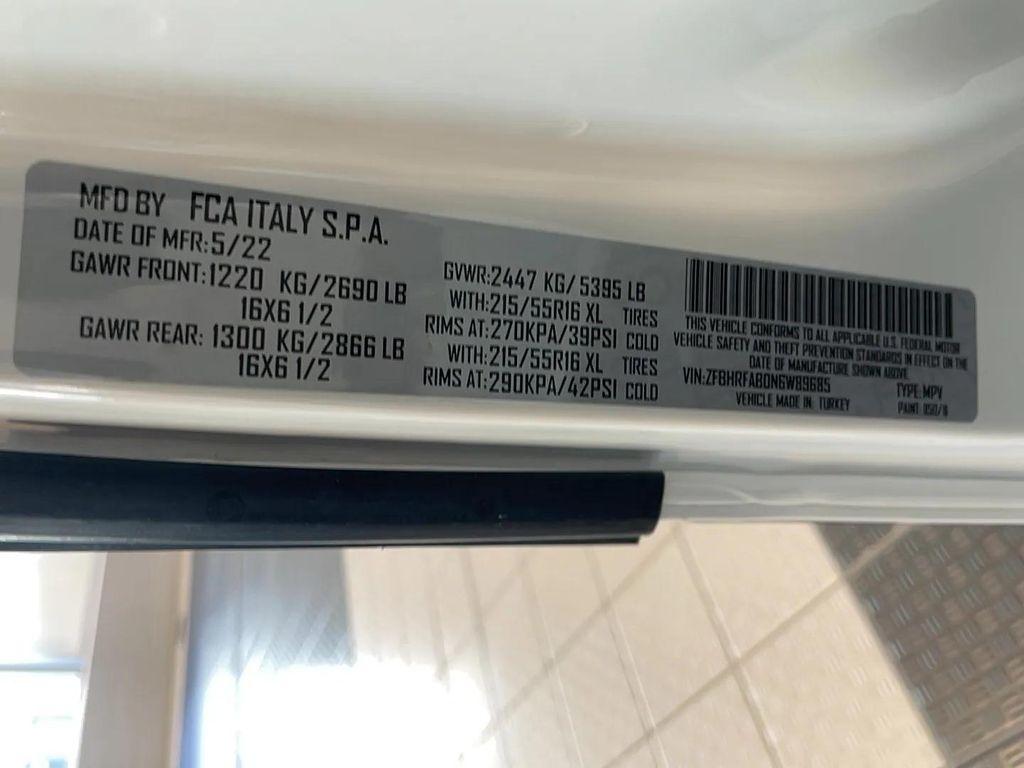 MFD BY FCA ITALY S.P.A.
DATE OF MFR:5/22
GAWR FRONT:1220 KG/2690 LB
16X6 1/2
GAWR REAR: 1300 KG/2866 LB
16X6 1/2
GVWR:2447 KG/5395 LB
WITH:215/55R16 XL TIRES
RIMS AT:270KPA/39PSI COLD
WITH:215/55R16 XL TIRES
RIMS AT:290KPA/42PSI COLD
THIS VEHICLE CONFORMS TO ALL APPLICABLE U.S. FEDERAL MOTOR
VEHICLE SAFETY AND THEFT PREVENTION STANDARDS IN EFFECT ON THE
DATE OF MANUFACTURE SHOWN ABOVE.
VIN:ZFBHRFAB0N6W89685 TYPE:MPV
VEHICLE MADE IN: TURKEY PAINT: